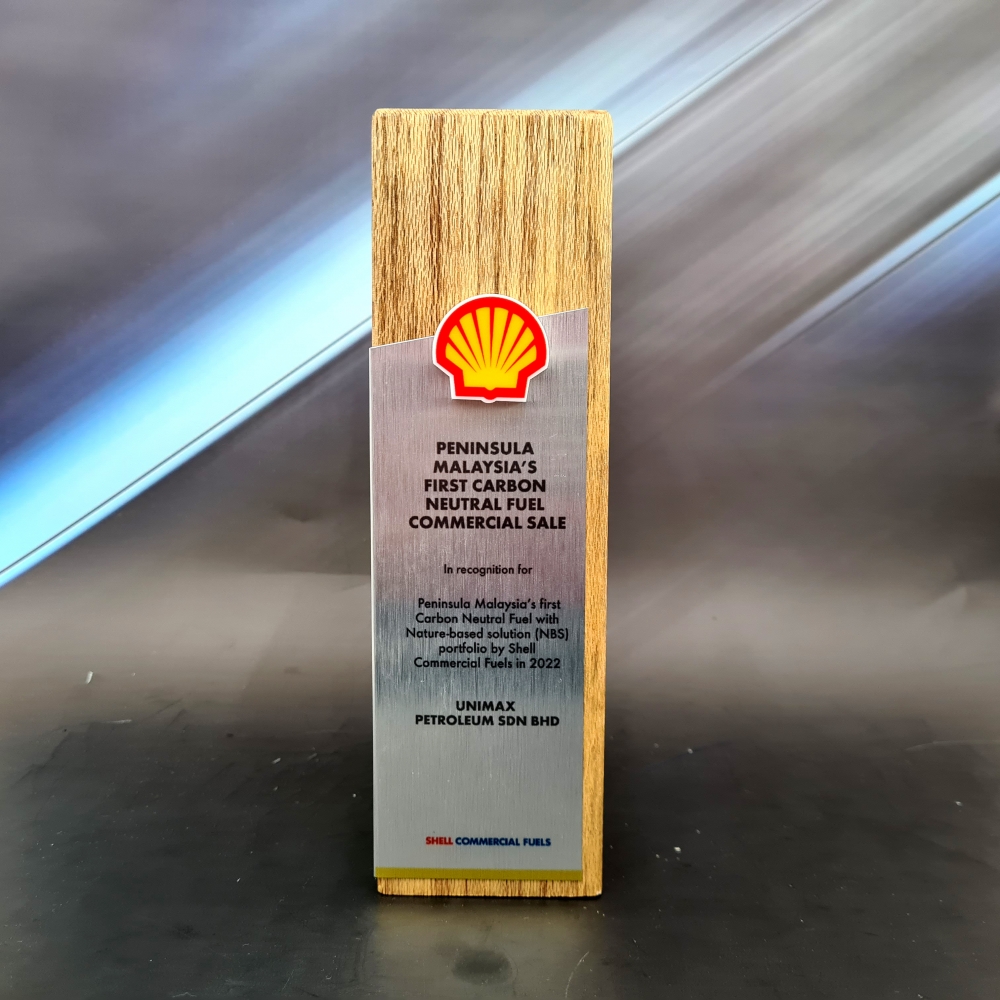 PENINSULA
MALAYSIA'S
FIRST CARBON
NEUTRAL FUEL
COMMERCIAL SALE
In recognition for
Peninsula Malaysia's first
Carbon Neutral Fuel with
Nature-based solution (NBS)
portfolio by Shell
Commercial Fuels in 2022
UNIMAX
PETROLEUM SDN BHD
SHELL COMMERCIAL FUELS